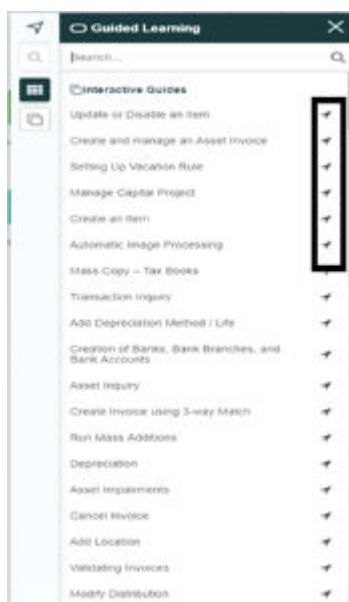 Guided Learning
Search...
Interactive Guides
Update or Disable an Item
Create and manage an Asset Invoice
Setting Up Vacation Rule
Manage Capital Project
Create an Item
Automatic Image Processing
Mass Copy – Tax Books
Transaction Inquiry
Add Depreciation Method / Life
Creation of Banks, Bank Branches, and
Bank Accounts
Asset Inquiry
Create Invoice using 3-way Match
Run Mass Additions
Depreciation
Asset Impairments
Cancel Invoice
Add Location
Validating Invoices
Modify Distribution